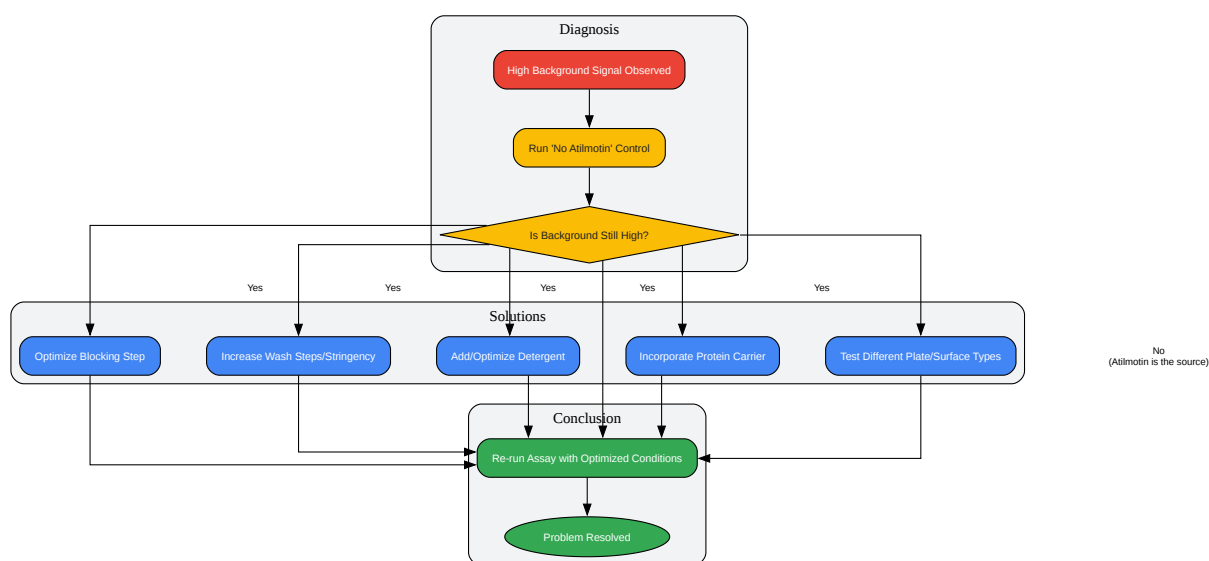 Diagnosis
High Background Signal Observed
Run 'No Atilmotin' Control
Is Background Still High?
Yes
Yes
Yes
Yes
Yes
Solutions
Optimize Blocking Step
Increase Wash Steps/Stringency
Add/Optimize Detergent
Incorporate Protein Carrier
Test Different Plate/Surface Types
No
(Atilmotin is the source)
Conclusion
Re-run Assay with Optimized Conditions
Problem Resolved